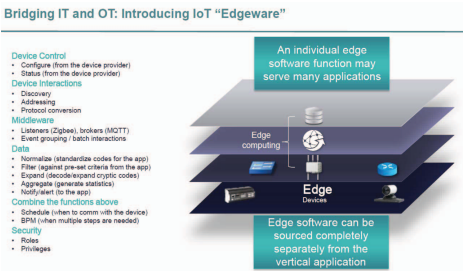 Bridging IT and OT: Introducing IoT "Edgeware"
Device Control
• Configure (from the device provider)
• Status (from the device provider)
Device Interactions
• Discovery
• Addressing
• Protocol conversion
Middleware
• Listeners (Zigbee), brokers (MQTT)
• Event grouping / batch interactions
Data
• Normalize (standardize codes for the app)
• Filter (against pre-set criteria from the app)
• Expand (decode/expand cryptic codes)
• Aggregate (generate statistics)
• Notify/alert (to the app)
Combine the functions above
• Schedule (when to comm with the device)
• BPM (when multiple steps are needed)
Security
• Roles
• Privileges
An individual edge
software function may
serve many applications
Edge
computing
Edge
Devices
Edge software can be
sourced completely
separately from the
vertical application